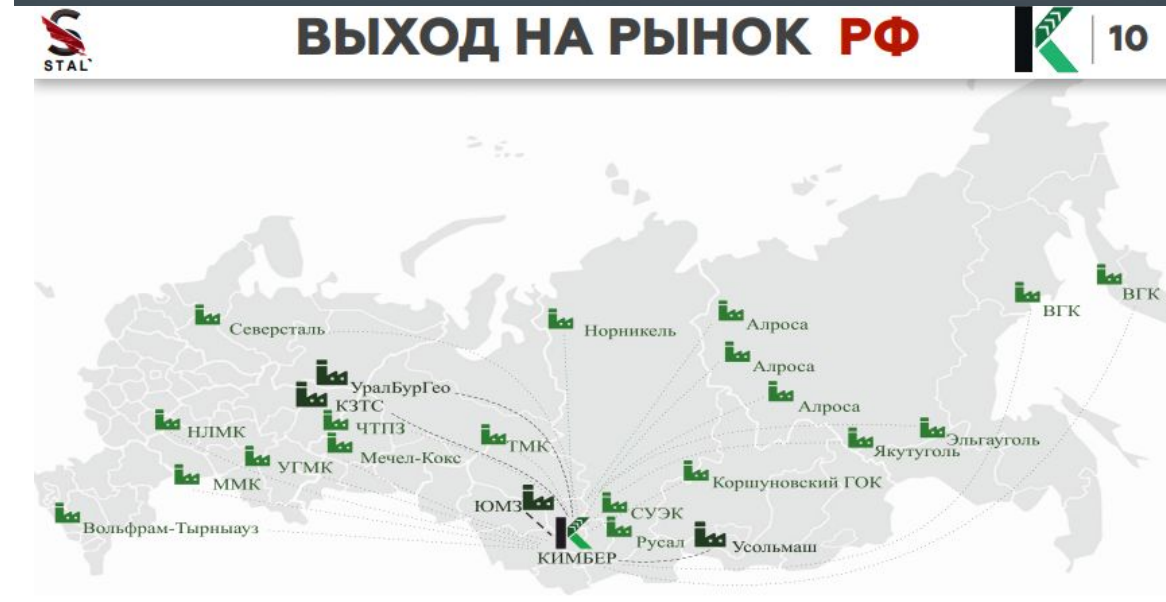 STAL`
ВЫХОД НА РЫНОК РФ
10
ВГК
ВГК
Северсталь
Норникель
Алроса
Алроса
УралБурГео
КЗТС
Алроса
ЧТПЗ
НЛМК
Эльгауголь
ТМК
Якутуголь
Мечел-Кокс
УГМК
ММК
Коршуновский ГОК
ЮМЗ
СУЭК
Вольфрам-Тырныауз
Русал
Усольмаш
КИМБЕР